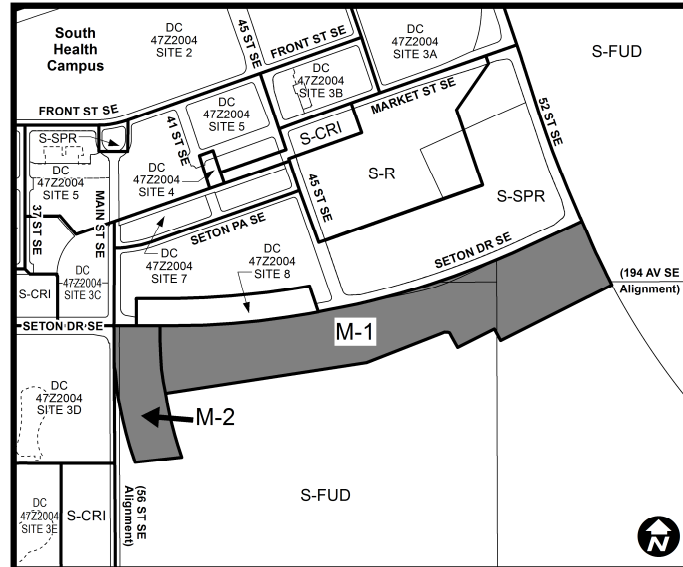 South
Health
Campus
DC
47Z2004
SITE 2
45 ST SE
FRONT ST SE
DC
47Z2004
SITE 3A
S-FUD
FRONT ST SE
DC
47Z2004
SITE 3B
MARKET ST SE
52 ST SE
S-SPR
DC
47Z2004
SITE 5
41 ST SE
DC
47Z2004
SITE 5
S-CRI
DC
47Z2004
SITE 4
S-R
S-SPR
37 ST SE
MAIN ST SE
45 ST SE
SETON PA SE
DC
47Z2004
SITE 7
DC
47Z2004
SITE 8
SETON DR SE
DC
47Z2004
SITE 3C
S-CRI
(194 AV SE
Alignment)
SETON DR SE
M-1
DC
47Z2004
SITE 3D
M-2
S-FUD
(56 ST SE
Alignment)
DC
47Z2004
SITE 3E
S-CRI
N